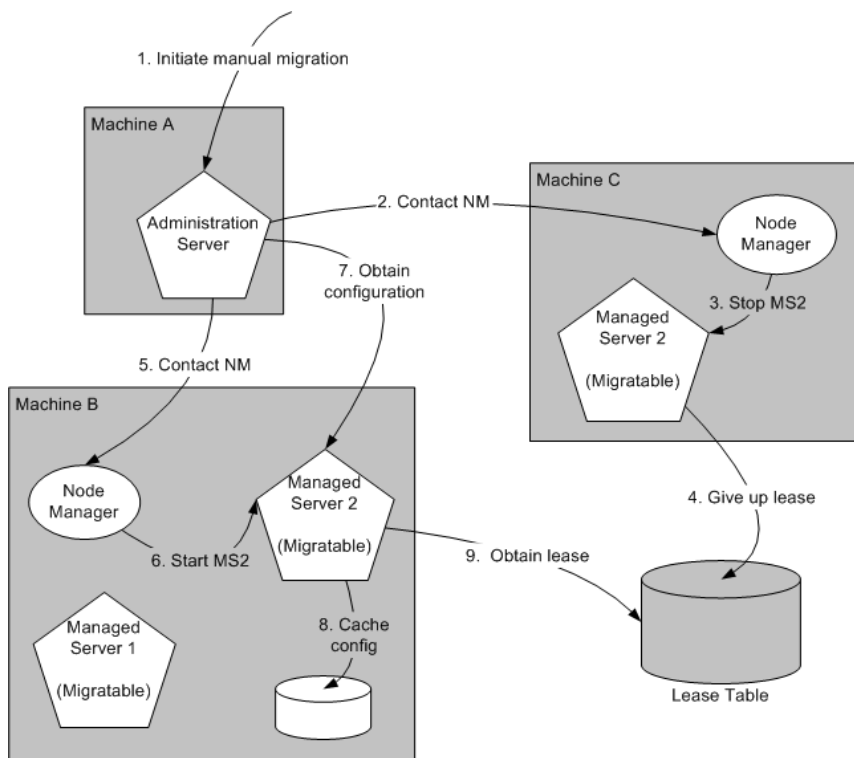 1. Initiate manual migration
Machine A
Administration
Server
2. Contact NM
Machine C
Node
Manager
3. Stop MS2
Managed
Server 2
(Migratable)
7. Obtain
configuration
5. Contact NM
Machine B
Node
Manager
Managed
Server 2
(Migratable)
6. Start MS2
4. Give up lease
9. Obtain lease
Managed
Server 1
(Migratable)
8. Cache
config
Lease Table